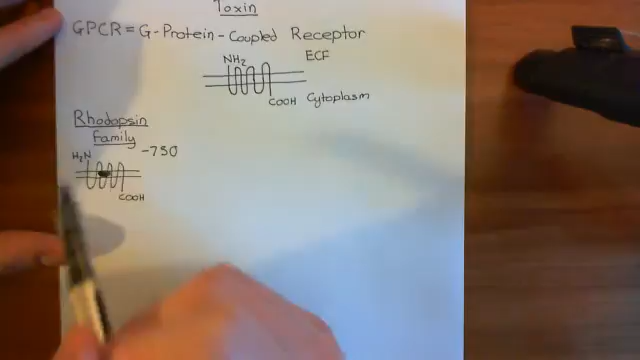 Toxin
GPCR = G-Protein-Coupled Receptor
NH₂
ECF
COOH
Cytoplasm
Rhodopsin
Family
H₂N
-750
COOH